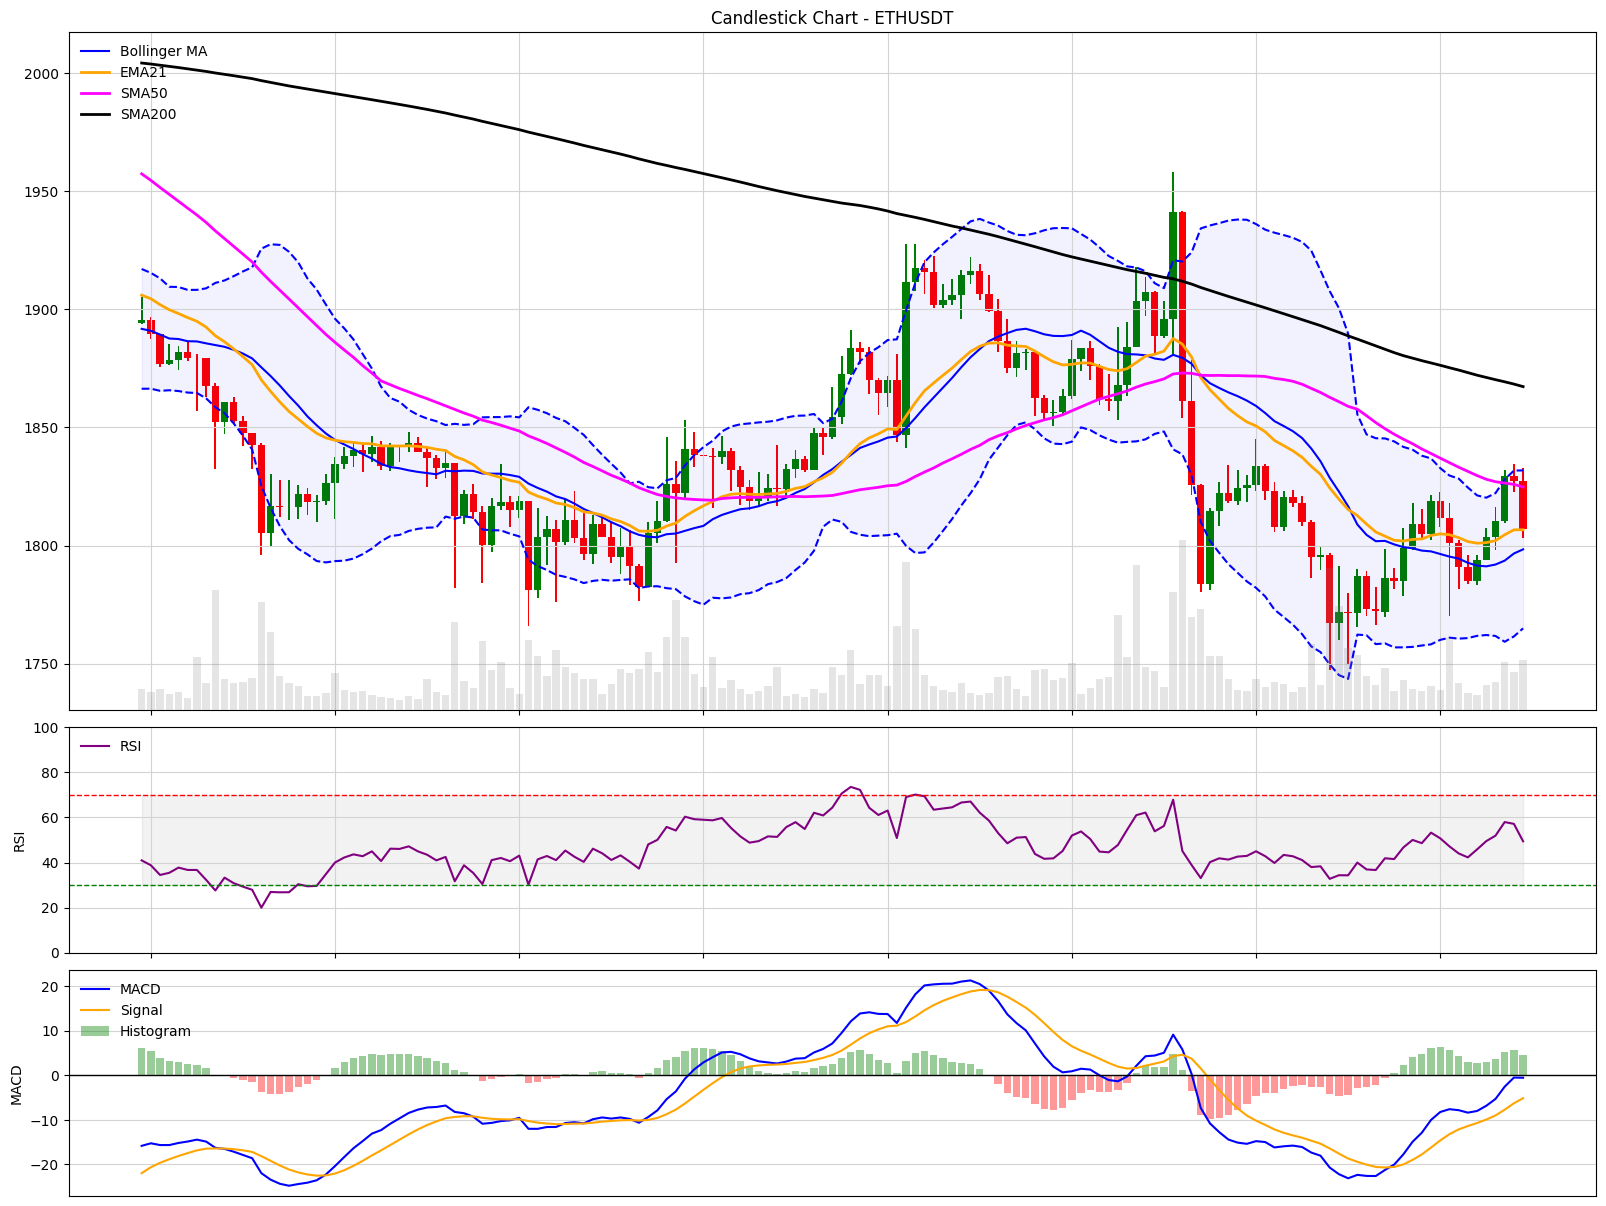 Candlestick Chart - ETHUSDT
Bollinger MA
EMA21
SMA50
SMA200
2000
1950
1900
1850
1800
1750
RSI
100
80
60
40
20
0
RSI
MACD
Signal
Histogram
20
10
0
−10
−20
MACD